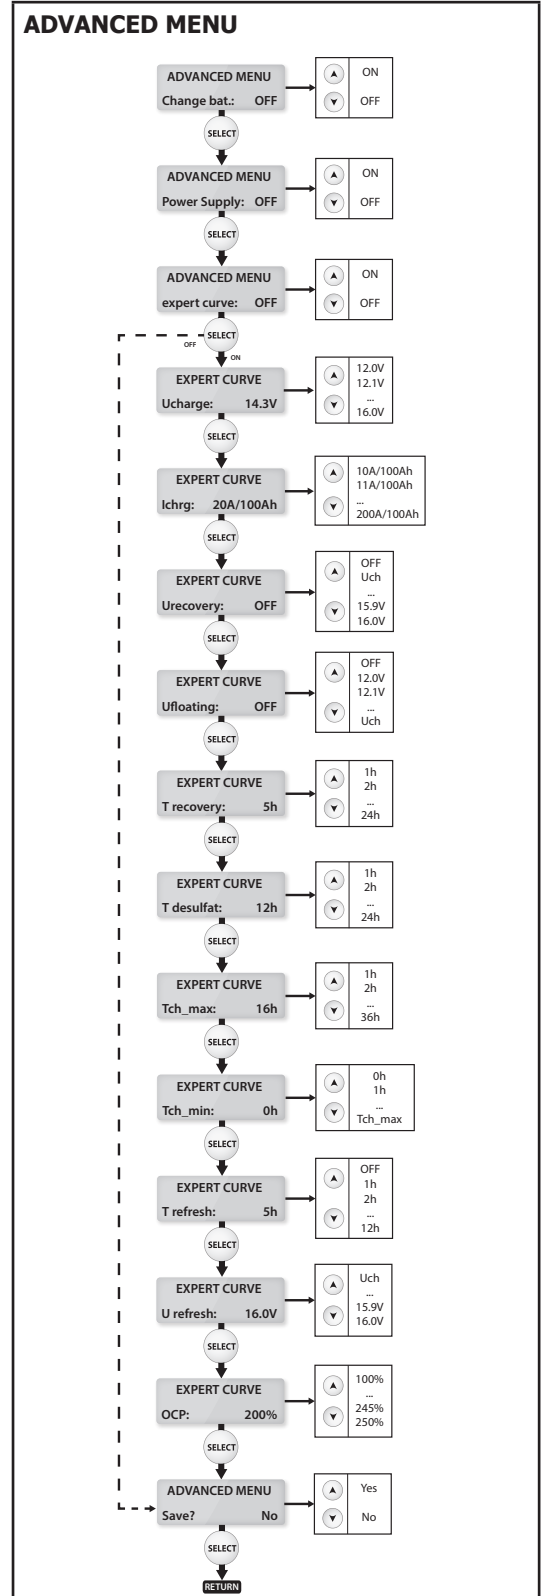 ADVANCED MENU
ADVANCED MENU
Change bat.: OFF
ON
OFF
SELECT
ADVANCED MENU
Power Supply: OFF
ON
OFF
SELECT
ADVANCED MENU
expert curve: OFF
ON
OFF
SELECT
OFF
ON
EXPERT CURVE
Ucharge: 14.3V
12.0V
12.1V
...
16.0V
SELECT
EXPERT CURVE
Ichrg: 20A/100Ah
10A/100Ah
11A/100Ah
...
200A/100Ah
SELECT
EXPERT CURVE
Urecovery: OFF
OFF
Uch
...
15.9V
16.0V
SELECT
EXPERT CURVE
Ufloating: OFF
OFF
12.0V
12.1V
...
Uch
SELECT
EXPERT CURVE
T recovery: 5h
1h
2h
...
24h
SELECT
EXPERT CURVE
T desulfat: 12h
1h
2h
...
24h
SELECT
EXPERT CURVE
Tch_max: 16h
1h
2h
...
36h
SELECT
EXPERT CURVE
Tch_min: 0h
0h
1h
...
Tch_max
SELECT
EXPERT CURVE
T refresh: 5h
OFF
1h
2h
...
12h
SELECT
EXPERT CURVE
U refresh: 16.0V
Uch
...
15.9V
16.0V
SELECT
EXPERT CURVE
OCP: 200%
100%
...
245%
250%
SELECT
ADVANCED MENU
Save? No
Yes
No
SELECT
RETURN